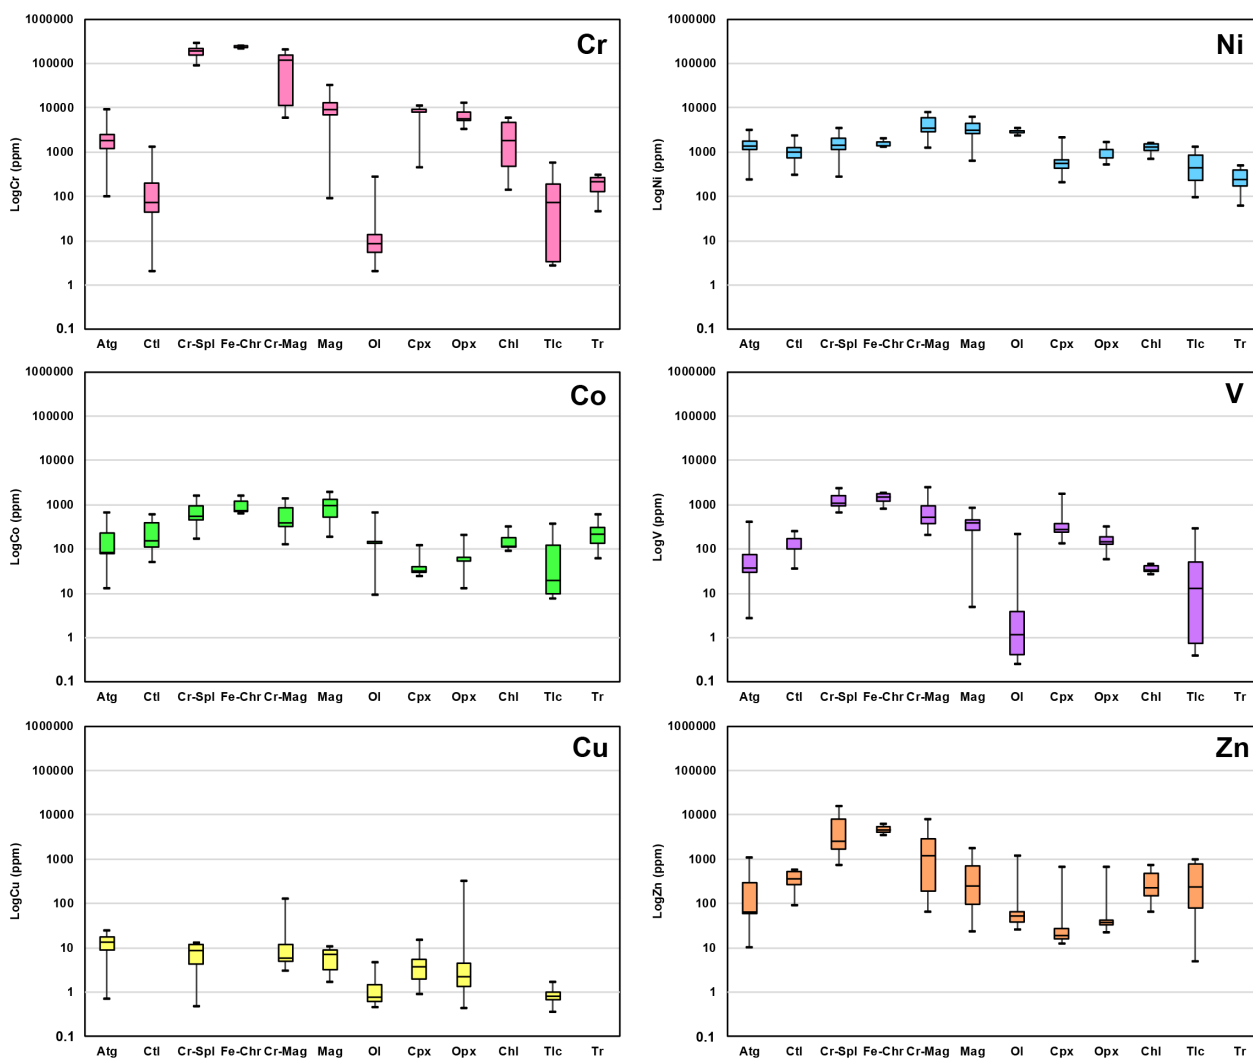 Cr
LogCr (ppm)
1000000
100000
10000
1000
100
10
1
0.1
Atg Ctl Cr-Spl Fe-Chr Cr-Mag Mag Ol Cpx Opx Chl Tlc Tr
Ni
LogNi (ppm)
1000000
100000
10000
1000
100
10
1
0.1
Atg Ctl Cr-Spl Fe-Chr Cr-Mag Mag Ol Cpx Opx Chl Tlc Tr
Co
LogCo (ppm)
1000000
100000
10000
1000
100
10
1
0.1
Atg Ctl Cr-Spl Fe-Chr Cr-Mag Mag Ol Cpx Opx Chl Tlc Tr
V
LogV (ppm)
1000000
100000
10000
1000
100
10
1
0.1
Atg Ctl Cr-Spl Fe-Chr Cr-Mag Mag Ol Cpx Opx Chl Tlc Tr
Cu
LogCu (ppm)
1000000
100000
10000
1000
100
10
1
0.1
Atg Ctl Cr-Spl Fe-Chr Cr-Mag Mag Ol Cpx Opx Chl Tlc Tr
Zn
LogZn (ppm)
1000000
100000
10000
1000
100
10
1
0.1
Atg Ctl Cr-Spl Fe-Chr Cr-Mag Mag Ol Cpx Opx Chl Tlc Tr